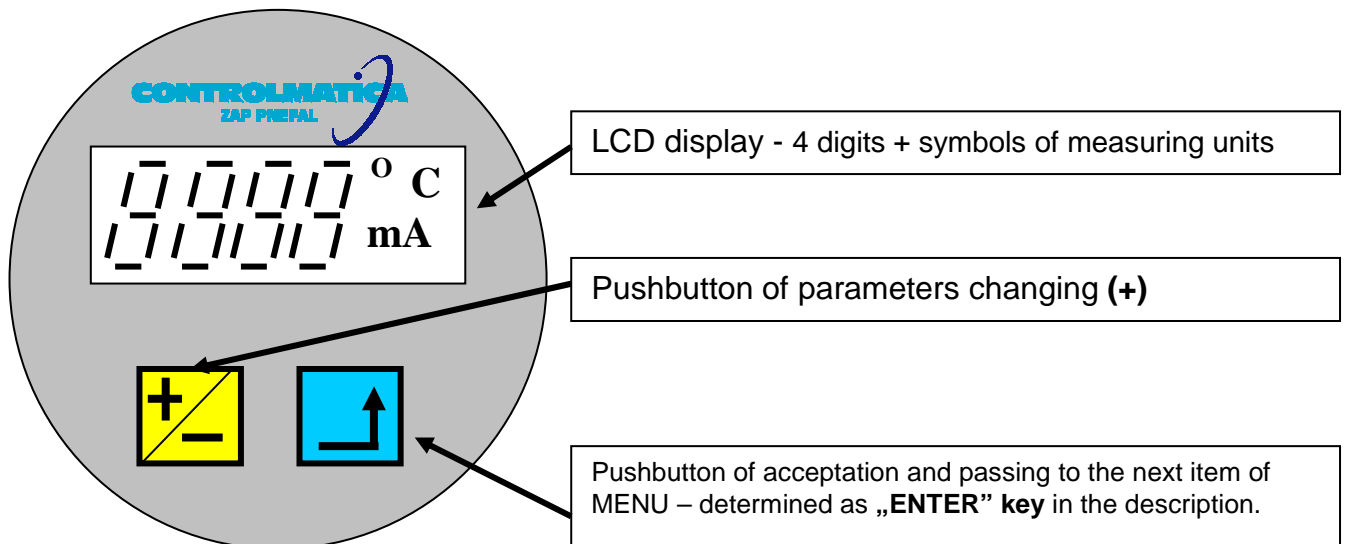 CONTROLMATICA
ZAP PNEFAL
LCD display - 4 digits + symbols of measuring units
8888 ° C
mA
Pushbutton of parameters changing (+)
+
-
Pushbutton of acceptation and passing to the next item of
MENU – determined as „ENTER” key in the description.